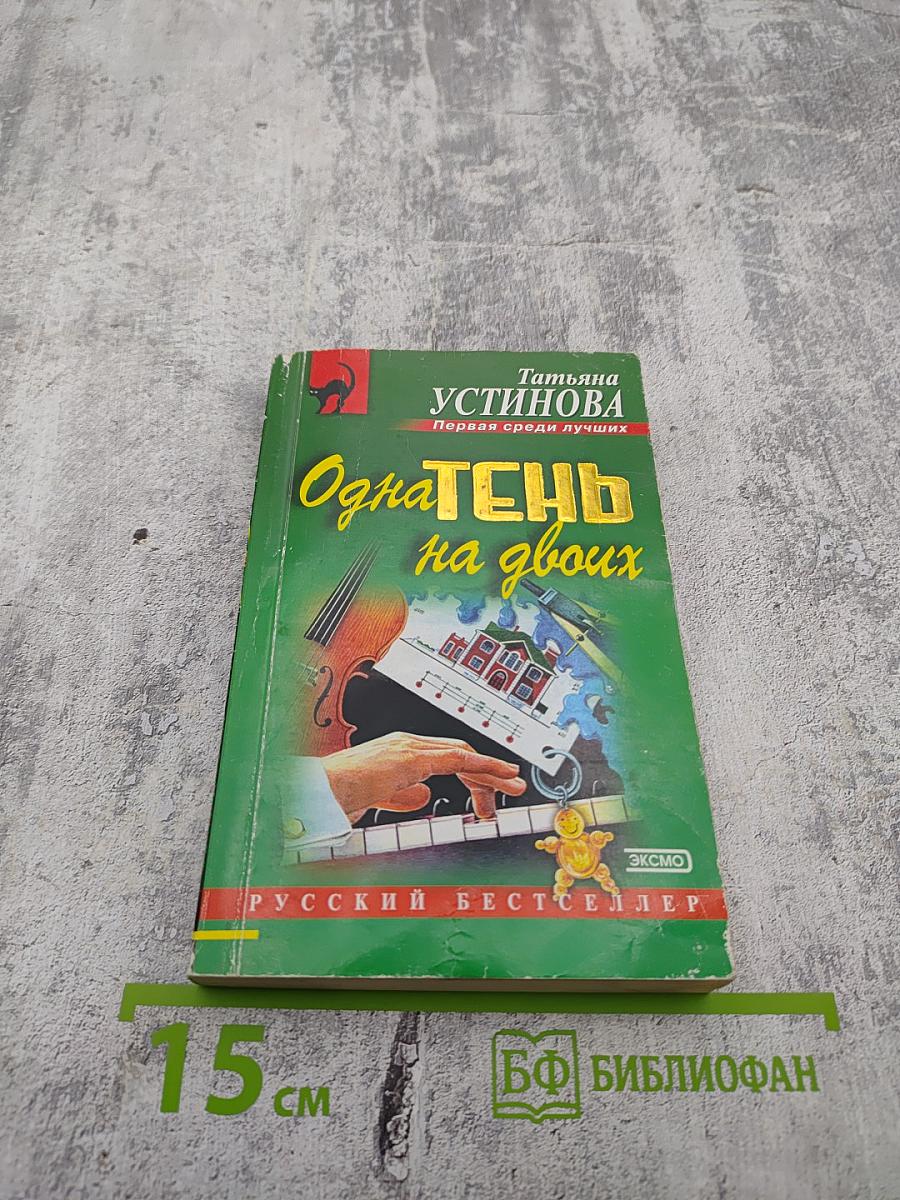 Татьяна
УСТИНОВА
Первая среди лучших
Одна ТЕНЬ
на двоих
ЭКСМО
РУССКИЙ БЕСТСЕЛЛЕР
15 см
БФ БИБЛИОФАН